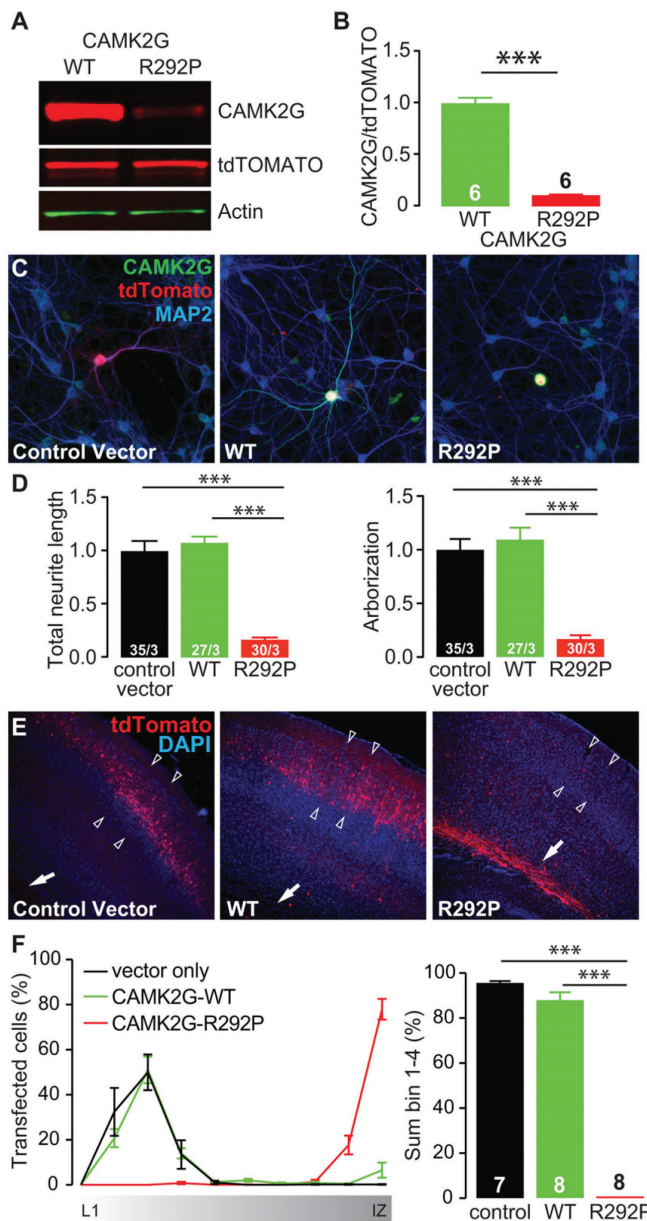 A
CAMK2G
WT R292P
CAMK2G
tdTOMATO
Actin
B
CAMK2G/tdTOMATO
1.5
1.0
0.5
0
***
6
6
WT R292P
CAMK2G
C
CAMK2G
tdTomato
MAP2
Control Vector
WT
R292P
D
Total neurite length
1.5
1.0
0.5
0.0
***
***
35/3 27/3 30/3
control vector
WT R292P
Arborization
1.5
1.0
0.5
0.0
***
***
35/3 27/3 30/3
control vector
WT R292P
E
tdTomato
DAPI
Control Vector
WT
R292P
F
Transfected cells (%)
100
80
60
40
20
0
vector only
CAMK2G-WT
CAMK2G-R292P
L1 IZ
Sum bin 1-4 (%)
100
80
60
40
20
0
***
***
7 8 8
control WT R292P